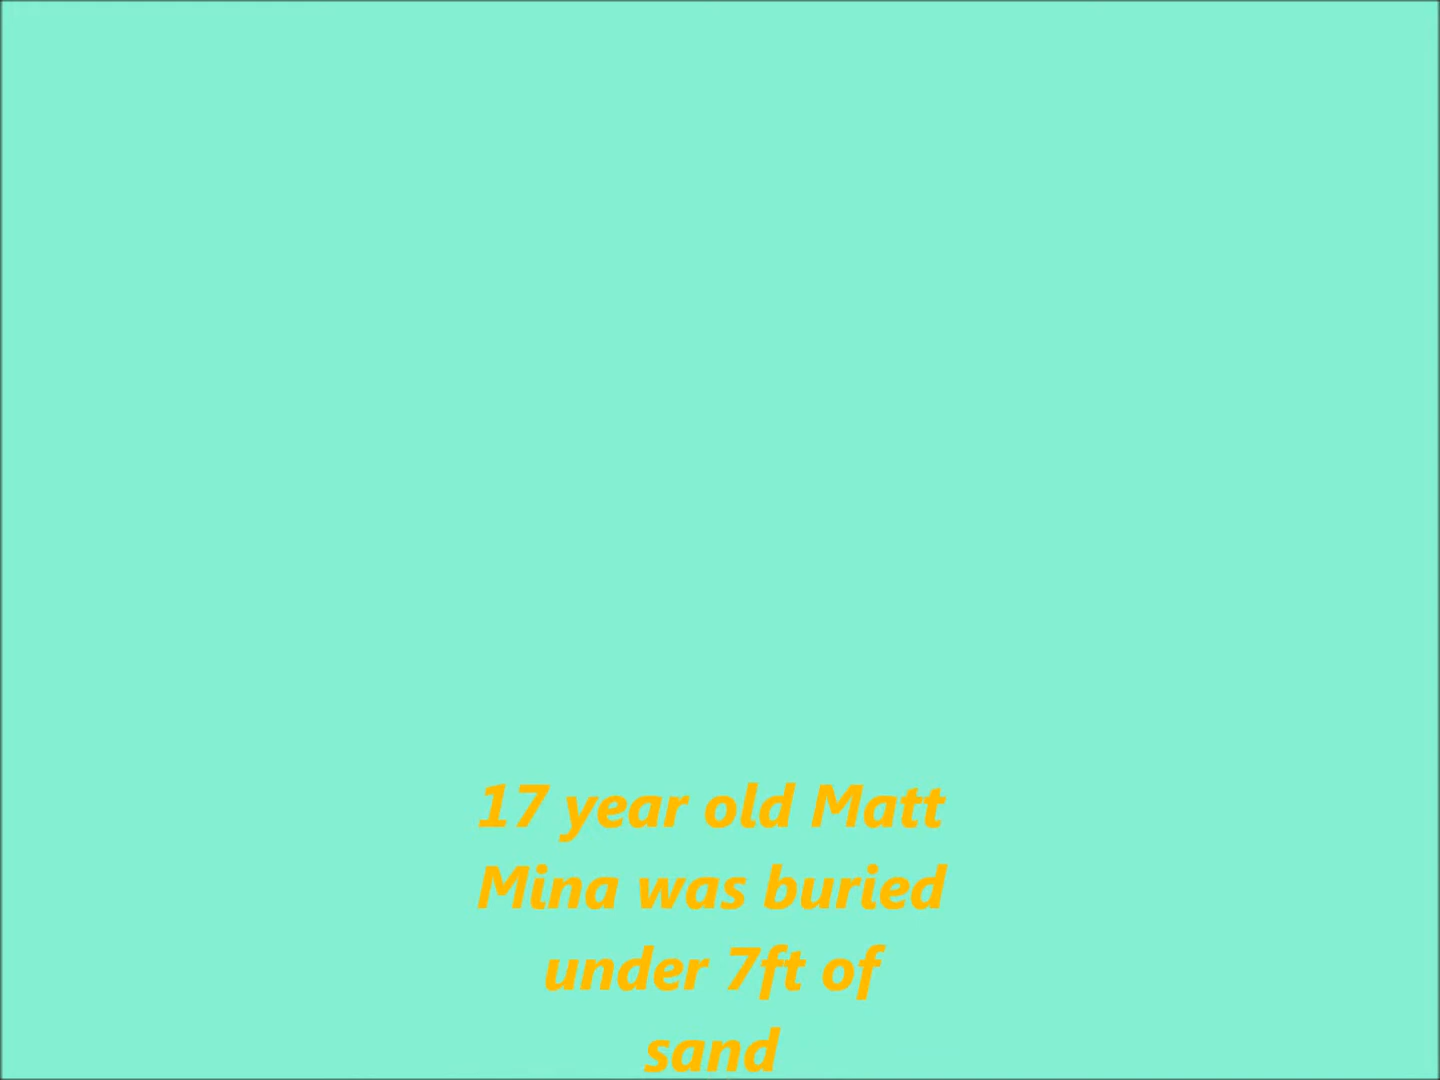 17 year old Matt
Mina was buried
under 7ft of
sand